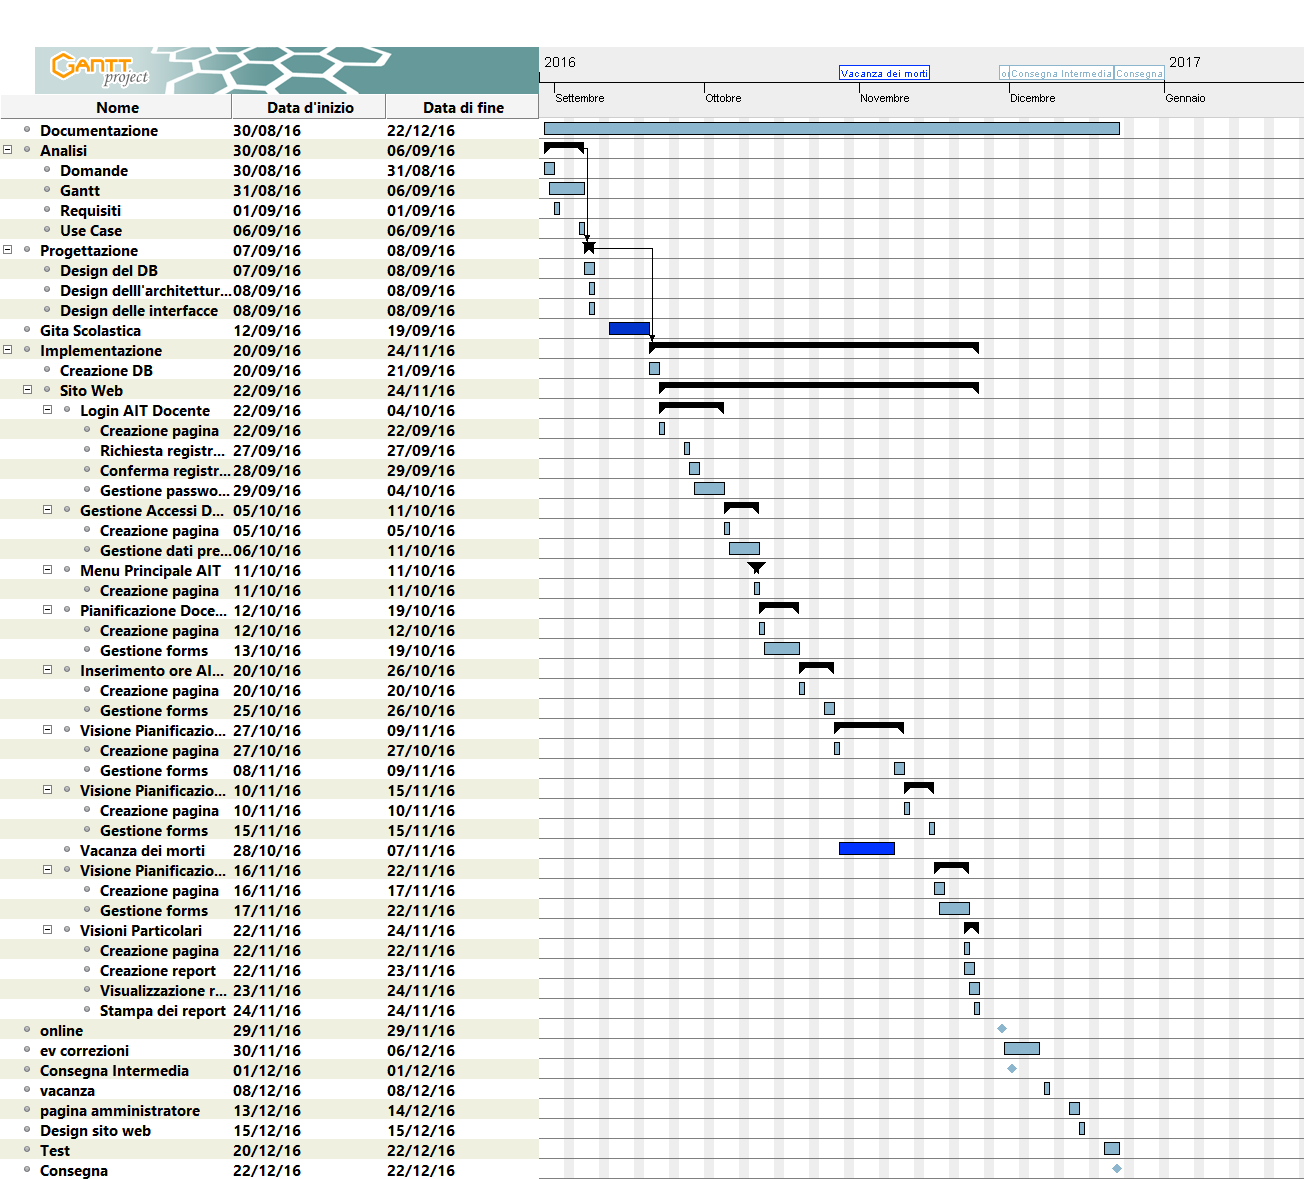 GANTT project
2016
2017
Vacanza dei morti
Consegna Intermedia
Consegna
Settembre
Ottobre
Novembre
Dicembre
Gennaio
Nome Data d'inizio Data di fine
Documentazione 30/08/16 22/12/16
Analisi 30/08/16 06/09/16
Domande 30/08/16 31/08/16
Gantt 31/08/16 06/09/16
Requisiti 01/09/16 01/09/16
Use Case 06/09/16 06/09/16
Progettazione 07/09/16 08/09/16
Design del DB 07/09/16 08/09/16
Design delll'architettur... 08/09/16 08/09/16
Design delle interfacce 08/09/16 08/09/16
Gita Scolastica 12/09/16 19/09/16
Implementazione 20/09/16 24/11/16
Creazione DB 20/09/16 21/09/16
Sito Web 22/09/16 24/11/16
Login AIT Docente 22/09/16 04/10/16
Creazione pagina 22/09/16 22/09/16
Richiesta registr... 27/09/16 27/09/16
Conferma registr... 28/09/16 29/09/16
Gestione passwo... 29/09/16 04/10/16
Gestione Accessi D... 05/10/16 11/10/16
Creazione pagina 05/10/16 05/10/16
Gestione dati pre... 06/10/16 11/10/16
Menu Principale AIT 11/10/16 11/10/16
Creazione pagina 11/10/16 11/10/16
Pianificazione Doce... 12/10/16 19/10/16
Creazione pagina 12/10/16 12/10/16
Gestione forms 13/10/16 19/10/16
Inserimento ore AI... 20/10/16 26/10/16
Creazione pagina 20/10/16 20/10/16
Gestione forms 25/10/16 26/10/16
Visione Pianificazio... 27/10/16 09/11/16
Creazione pagina 27/10/16 27/10/16
Gestione forms 08/11/16 09/11/16
Visione Pianificazio... 10/11/16 15/11/16
Creazione pagina 10/11/16 10/11/16
Gestione forms 15/11/16 15/11/16
Vacanza dei morti 28/10/16 07/11/16
Visione Pianificazio... 16/11/16 22/11/16
Creazione pagina 16/11/16 17/11/16
Gestione forms 17/11/16 22/11/16
Visioni Particolari 22/11/16 24/11/16
Creazione pagina 22/11/16 22/11/16
Creazione report 22/11/16 23/11/16
Visualizzazione r... 23/11/16 24/11/16
Stampa dei report 24/11/16 24/11/16
online 29/11/16 29/11/16
ev correzioni 30/11/16 06/12/16
Consegna Intermedia 01/12/16 01/12/16
vacanza 08/12/16 08/12/16
pagina amministratore 13/12/16 14/12/16
Design sito web 15/12/16 15/12/16
Test 20/12/16 22/12/16
Consegna 22/12/16 22/12/16